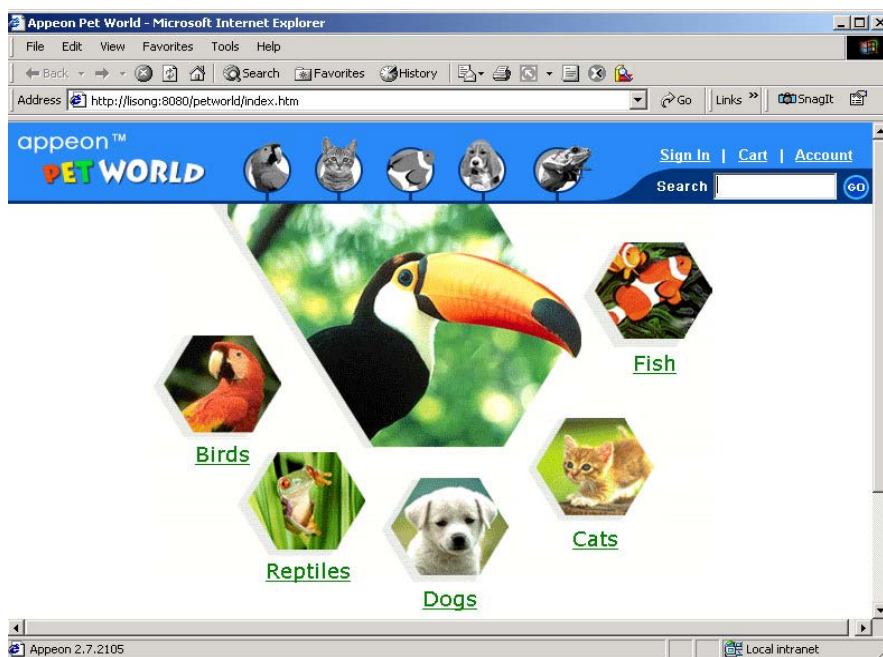 Appeon Pet World - Microsoft Internet Explorer
File Edit View Favorites Tools Help
Back Search Favorites History
Address http://lisong:8080/petworld/index.htm Go Links » SnagIt
appeon™
PET WORLD
Sign In | Cart | Account
Search GO
Fish
Birds
Cats
Reptiles
Dogs
Appeon 2.7.2105 Local intranet